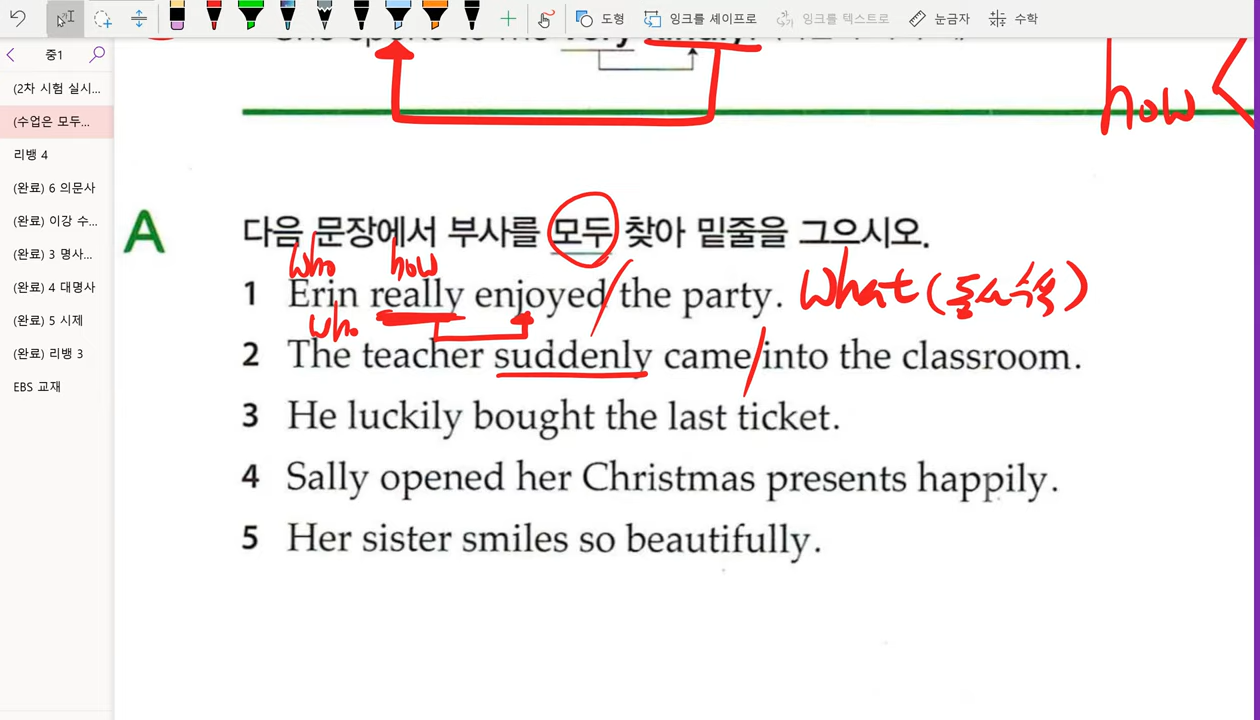 도형 잉크를 셰이프로 잉크를 텍스트로 눈금자 수학
중1
(2차 시험 실시...
(수업은 모두...
리뱅 4
(완료) 6 의문사
(완료) 이강 수...
(완료) 3 명사...
(완료) 4 대명사
(완료) 5 시제
(완료) 리뱅 3
EBS 교재
how
A 다음 문장에서 부사를 모두 찾아 밑줄을 그으시오.
who how
1 Erin really enjoyed / the party. What (동사수식)
who
2 The teacher suddenly came / into the classroom.
3 He luckily bought the last ticket.
4 Sally opened her Christmas presents happily.
5 Her sister smiles so beautifully.